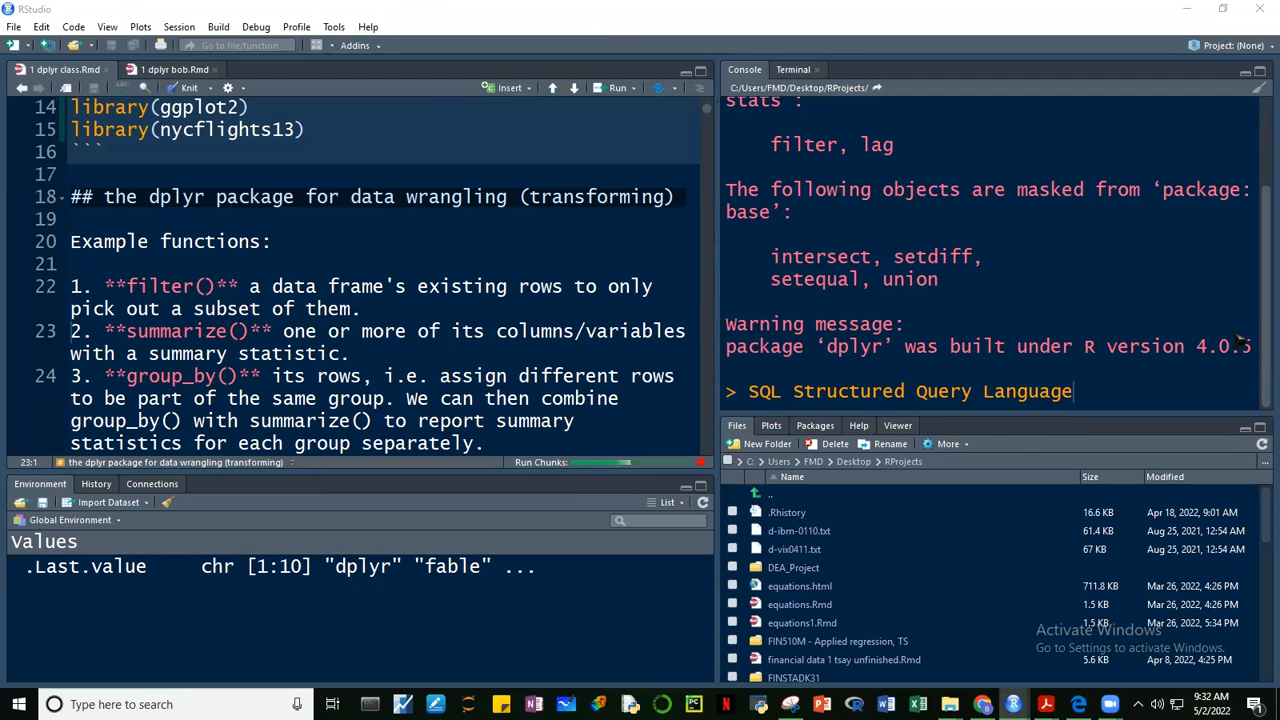 RStudio
File Edit Code View Plots Session Build Debug Profile Tools Help
Go to file/function Addins Project: (None)
1 dplyr class.Rmd 1 dplyr bob.Rmd
Knit Insert Run
14 library(ggplot2)
15 library(nycflights13)
16 ```
17
18 ## the dplyr package for data wrangling (transforming)
19
20 Example functions:
21
22 1. **filter()** a data frame's existing rows to only
pick out a subset of them.
23 2. **summarize()** one or more of its columns/variables
with a summary statistic.
24 3. **group_by()** its rows, i.e. assign different rows
to be part of the same group. We can then combine
group_by() with summarize() to report summary
statistics for each group separately.
23:1 # the dplyr package for data wrangling (transforming) Run Chunks:
Environment History Connections
Import Dataset List
Global Environment
Values
.Last.value chr [1:10] "dplyr" "fable" ...
Console Terminal
C:/Users/FMD/Desktop/RProjects/
stats’:
filter, lag
The following objects are masked from ‘package:
base’:
intersect, setdiff,
setequal, union
Warning message:
package ‘dplyr’ was built under R version 4.0.5
> SQL Structured Query Language
Files Plots Packages Help Viewer
New Folder Delete Rename More
C: Users FMD Desktop RProjects ...
Name Size Modified
..
.Rhistory 16.6 KB Apr 18, 2022, 9:01 AM
d-ibm-0110.txt 61.4 KB Aug 25, 2021, 12:54 AM
d-vix0411.txt 67 KB Aug 25, 2021, 12:54 AM
DEA_Project
equations.html 711.8 KB Mar 26, 2022, 4:26 PM
equations.Rmd 1.5 KB Mar 26, 2022, 4:26 PM
equations1.Rmd 1.5 KB Mar 26, 2022, 5:34 PM
FIN510M - Applied regression, TS
financial data 1 tsay unfinished.Rmd 5.6 KB Apr 8, 2022, 4:25 PM
FINSTADK31
Activate Windows
Go to Settings to activate Windows.
Type here to search
9:32 AM
5/2/2022